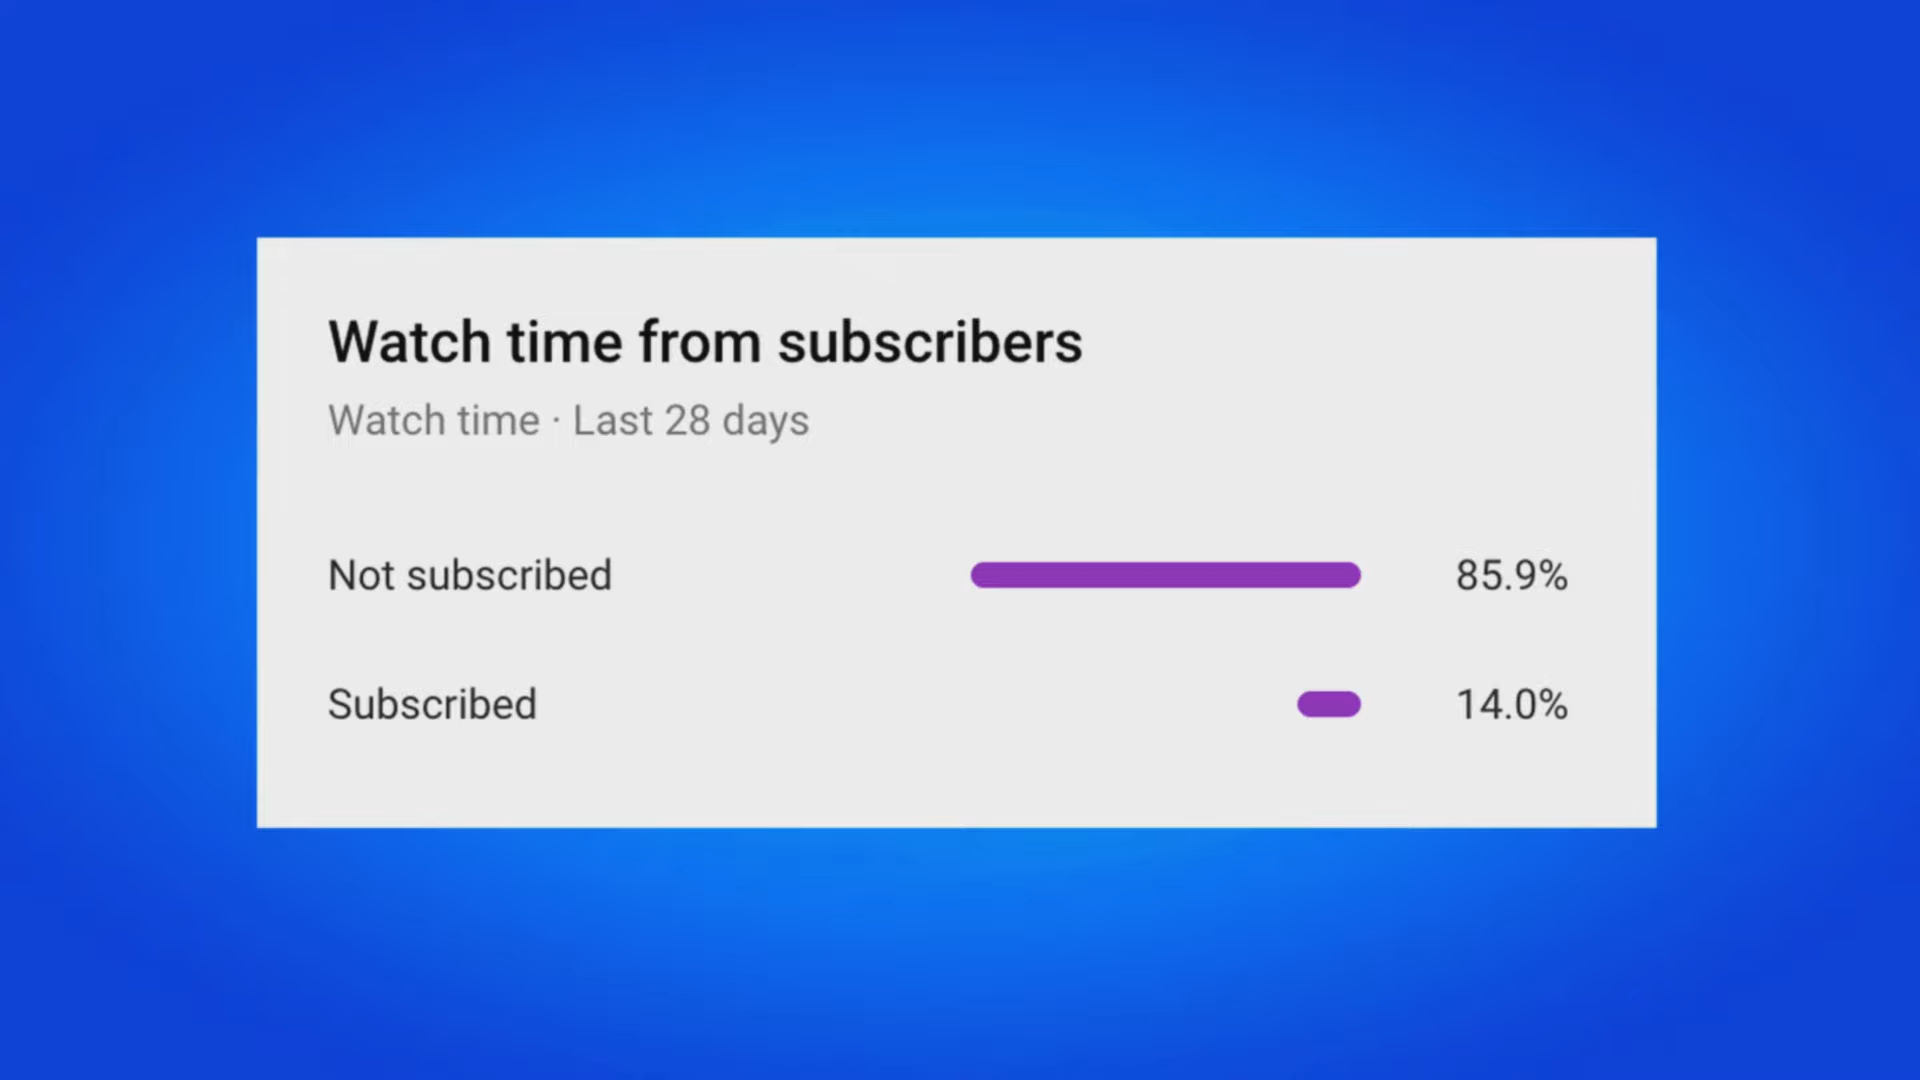 Watch time from subscribers
Watch time · Last 28 days
Not subscribed 85.9%
Subscribed 14.0%